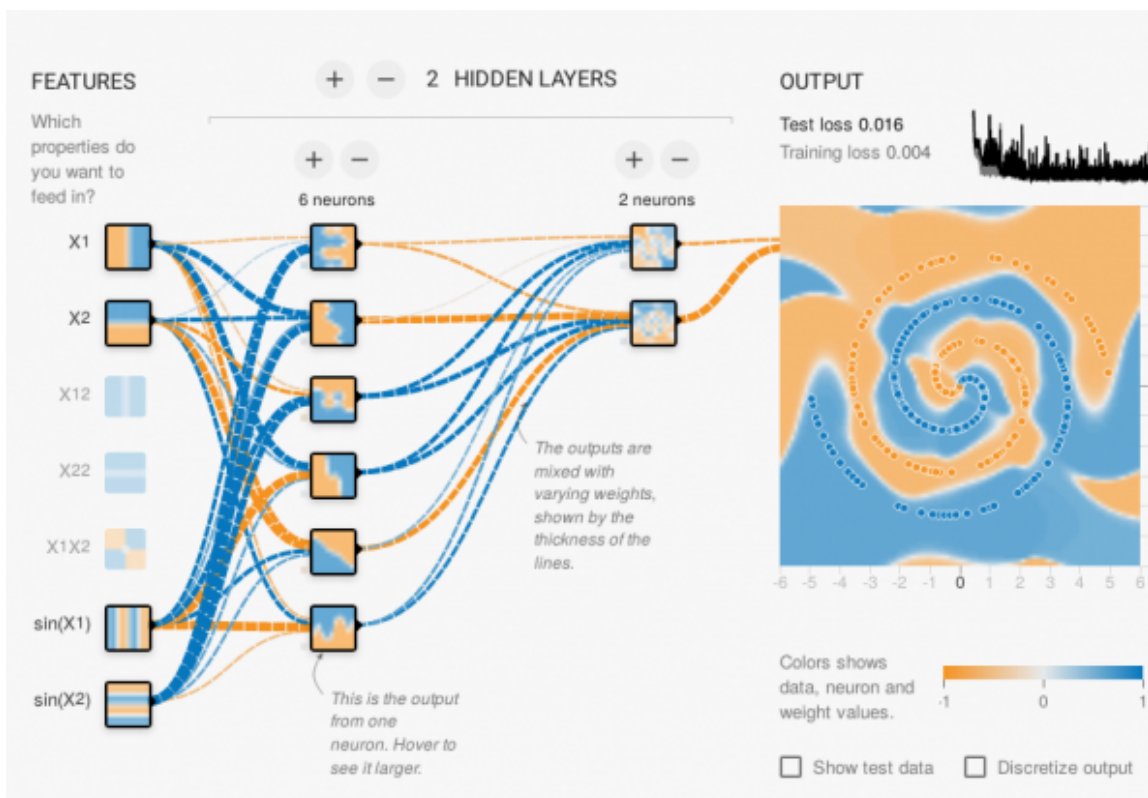 FEATURES
+ − 2 HIDDEN LAYERS
OUTPUT
Which
properties do
you want to
feed in?
Test loss 0.016
Training loss 0.004
+ −
6 neurons
+ −
2 neurons
X1
X2
X12
X22
X1X2
sin(X1)
sin(X2)
The outputs are
mixed with
varying weights,
shown by the
thickness of the
lines.
This is the output
from one
neuron. Hover to
see it larger.
-6 -5 -4 -3 -2 -1 0 1 2 3 4 5 6
Colors shows
data, neuron and
weight values.
-1 0 1
Show test data
Discretize output